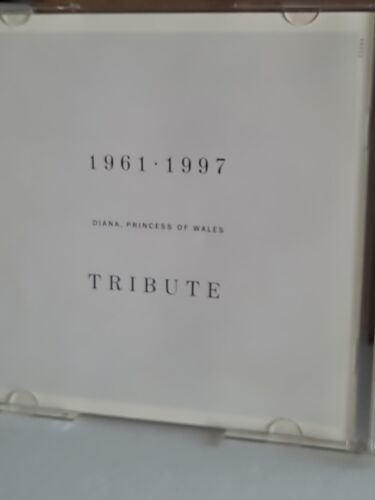 1961·1997
DIANA, PRINCESS OF WALES
TRIBUTE